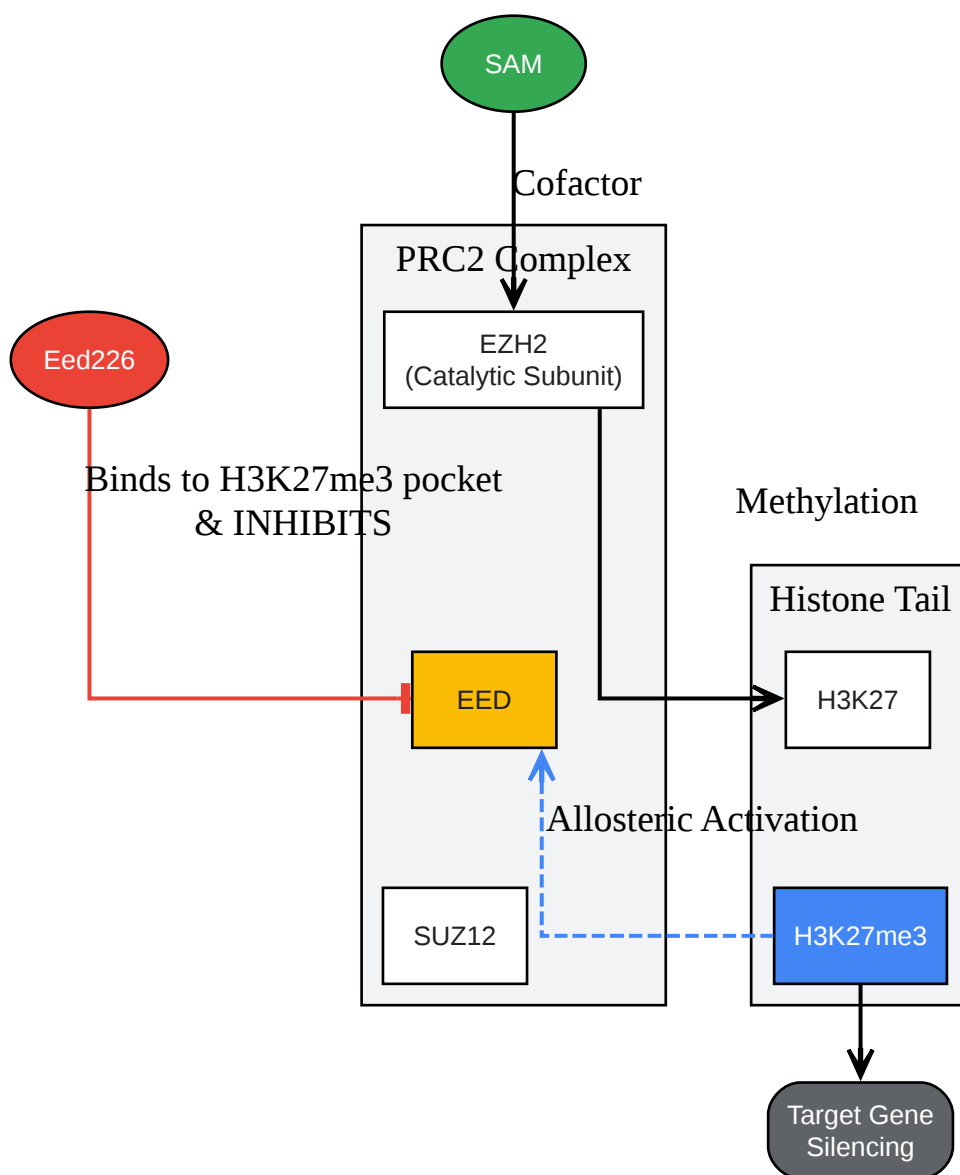 SAM
Cofactor
PRC2 Complex
EZH2
(Catalytic Subunit)
Eed226
Binds to H3K27me3 pocket
& INHIBITS
Methylation
Histone Tail
EED
H3K27
Allosteric Activation
SUZ12
H3K27me3
Target Gene
Silencing